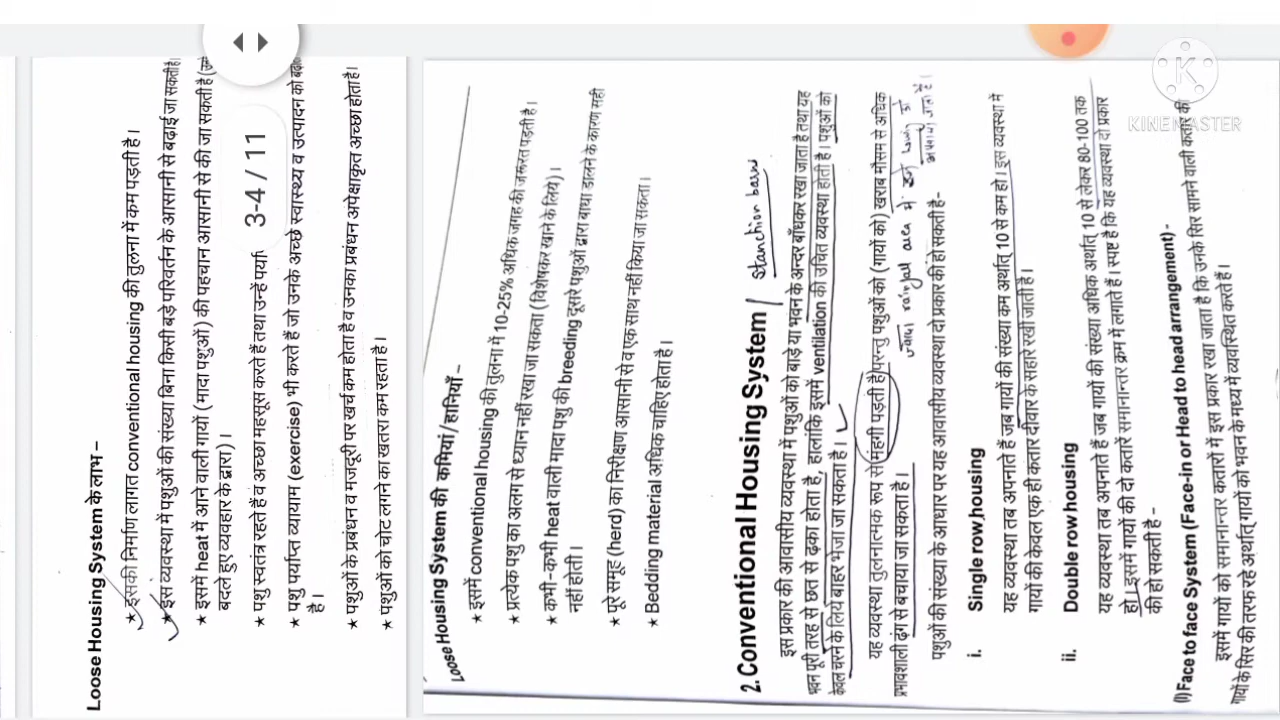 Loose Housing System के लाभ –
★ इसकी निर्माण लागत conventional housing की तुलना में कम पड़ती है।
★ इस व्यवस्था में पशुओं की संख्या बिना किसी बड़े परिवर्तन के आसानी से बढ़ाई जा सकती है।
★ इसमें heat में आने वाली गायों (मादा पशुओं) की पहचान आसानी से की जा सकती है
बदले हुए व्यवहार के द्वारा)।
★ पशु स्वतंत्र रहते हैं व अच्छा महसूस करते हैं तथा उन्हें
★ पशु पर्याप्त व्यायाम (exercise) भी करते हैं जो उनके अच्छे स्वास्थ्य व उत्पादन को
है।
★ पशुओं के प्रबंधन व मजदूरी पर खर्च कम होता है व उनका प्रबंधन अपेक्षाकृत अच्छा होता है।
★ पशुओं को चोट लगने का खतरा कम रहता है।
3-4 / 11
Loose Housing System की कमियां / हानियाँ –
★ इसमें conventional housing की तुलना में 10-25% अधिक जगह की जरूरत पड़ती है।
★ प्रत्येक पशु का अलग से ध्यान नहीं रखा जा सकता (विशेषकर खाने के लिये)।
★ कभी-कभी heat वाली मादा पशु की breeding दूसरे पशुओं द्वारा बाधा डालने के कारण सही
नहीं होती।
★ पूरे समूह (herd) का निरीक्षण आसानी से व एक साथ नहीं किया जा सकता।
★ Bedding material अधिक चाहिए होता है।
2. Conventional Housing System / Stanchion barn
इस प्रकार की आवासीय व्यवस्था में पशुओं को बाड़े या भवन के अन्दर बाँधकर रखा जाता है तथा यह
भवन पूरी तरह से छत से ढ़का होता है, हालांकि इसमें ventilation की उचित व्यवस्था होती है। पशुओं को
केवल चरने के लिये बाहर भेजा जा सकता है।
यह व्यवस्था तुलनात्मक रूप से महंगी पड़ती है परन्तु पशुओं को (गायों को) खराब मौसम से अधिक
प्रभावशाली ढ़ंग से बचाया जा सकता है।
ज्यादा rainfall area में इस housing को
अपनाया जाता है।
पशुओं की संख्या के आधार पर यह आवासीय व्यवस्था दो प्रकार की हो सकती है-
i. Single row housing
यह व्यवस्था तब अपनाते हैं जब गायों की संख्या कम अर्थात् 10 से कम हो। इस व्यवस्था में
गायों की केवल एक ही कतार दीवार के सहारे रखी जाती है।
ii. Double row housing
यह व्यवस्था तब अपनाते हैं जब गायों की संख्या अधिक अर्थात् 10 से लेकर 80-100 तक
हो। इसमें गायों की दो कतारें समानान्तर क्रम में लगाते हैं। स्पष्ट है कि यह व्यवस्था दो प्रकार
की हो सकती है –
(I) Face to face System (Face-in or Head to head arrangement) -
इसमें गायों को समानान्तर कतारों में इस प्रकार रखा जाता है कि उनके सिर सामने वाली कतार की
गायों के सिर की तरफ रहे अर्थात् गायों को भवन के मध्य में व्यवस्थित करते हैं।
K
KINEMASTER